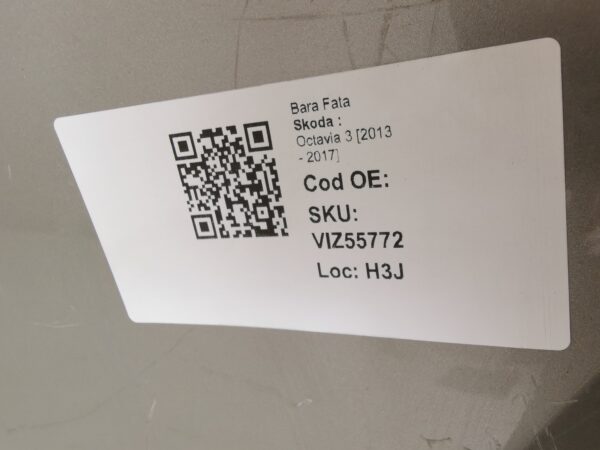 Bara Fata
Skoda :
Octavia 3 [2013
- 2017]
Cod OE:
SKU:
VIZ55772
Loc: H3J